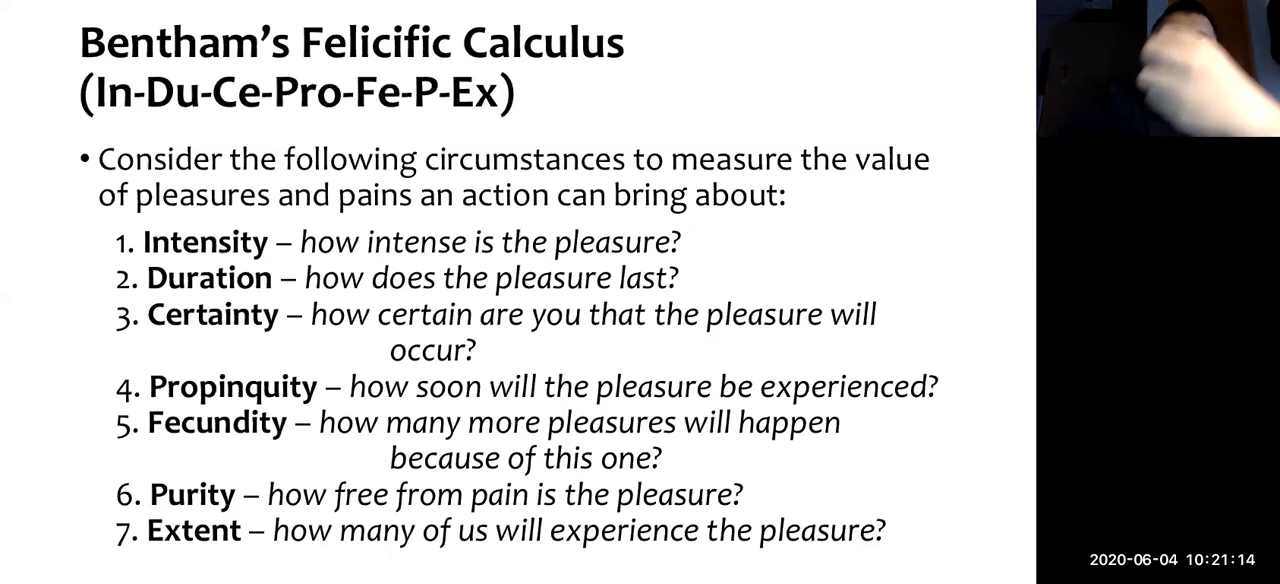 Bentham’s Felicific Calculus
(In-Du-Ce-Pro-Fe-P-Ex)
• Consider the following circumstances to measure the value
of pleasures and pains an action can bring about:
1. Intensity – how intense is the pleasure?
2. Duration – how does the pleasure last?
3. Certainty – how certain are you that the pleasure will
occur?
4. Propinquity – how soon will the pleasure be experienced?
5. Fecundity – how many more pleasures will happen
because of this one?
6. Purity – how free from pain is the pleasure?
7. Extent – how many of us will experience the pleasure?
2020-06-04 10:21:14